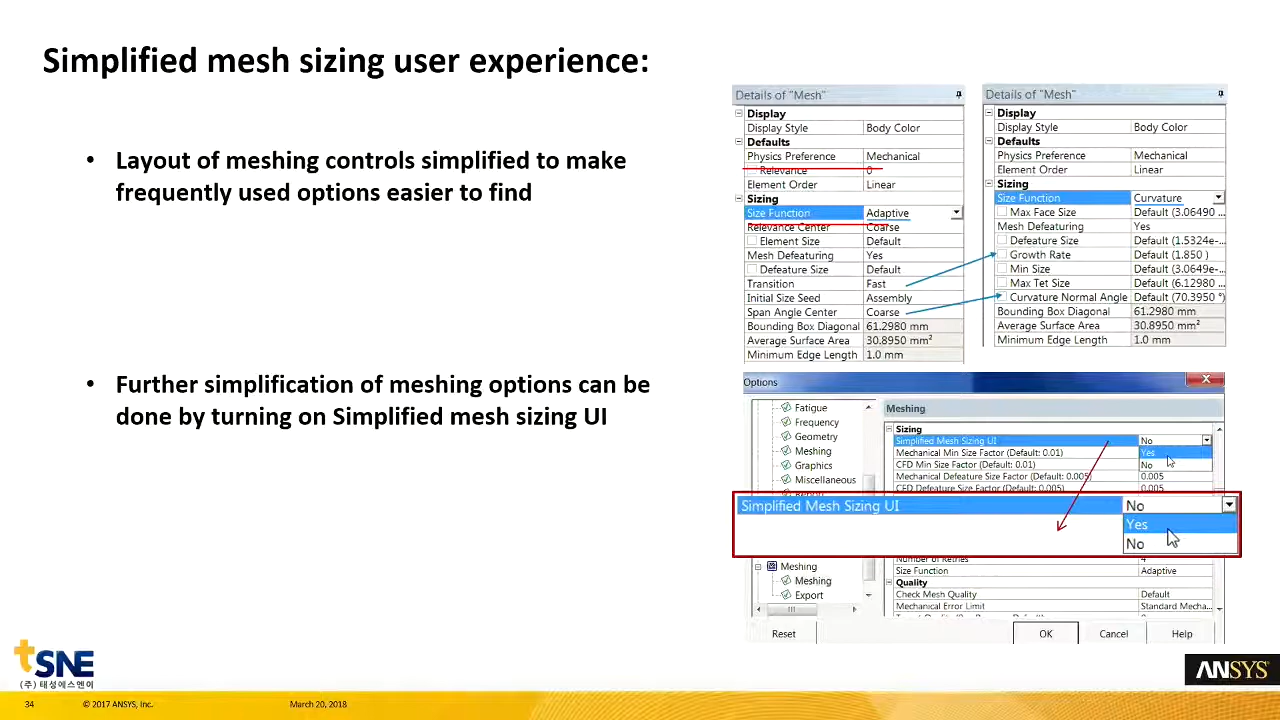 Simplified mesh sizing user experience:
• Layout of meshing controls simplified to make
frequently used options easier to find
• Further simplification of meshing options can be
done by turning on Simplified mesh sizing UI
Details of "Mesh"
Display
Display Style Body Color
Defaults
Physics Preference Mechanical
Relevance 0
Element Order Linear
Sizing
Size Function Adaptive
Relevance Center Coarse
Element Size Default
Mesh Defeaturing Yes
Defeature Size Default
Transition Fast
Initial Size Seed Assembly
Span Angle Center Coarse
Bounding Box Diagonal 61.2980 mm
Average Surface Area 30.8950 mm²
Minimum Edge Length 1.0 mm
Details of "Mesh"
Display
Display Style Body Color
Defaults
Physics Preference Mechanical
Element Order Linear
Sizing
Size Function Curvature
Max Face Size Default (3.06490 ...
Mesh Defeaturing Yes
Defeature Size Default (1.5324e-...
Growth Rate Default (1.850 )
Min Size Default (3.0649e-...
Max Tet Size Default (6.12980 ...
Curvature Normal Angle Default (70.3950 °)
Bounding Box Diagonal 61.2980 mm
Average Surface Area 30.8950 mm²
Minimum Edge Length 1.0 mm
Options
Fatigue
Frequency
Geometry
Meshing
Graphics
Miscellaneous
Meshing
Meshing
Export
Meshing
Sizing
Simplified Mesh Sizing UI No
Mechanical Min Size Factor (Default: 0.01) Yes
CFD Min Size Factor (Default: 0.01) No
Mechanical Defeature Size Factor (Default: 0.005) 0.005
CFD Defeature Size Factor (Default: 0.005) 0.005
Simplified Mesh Sizing UI No
Yes
No
Number of Retries 4
Size Function Adaptive
Quality
Check Mesh Quality Default
Mechanical Error Limit Standard Mecha...
Reset OK Cancel Help
tSNE
(주) 태성에스엔이
ANSYS
34 © 2017 ANSYS, Inc. March 20, 2018